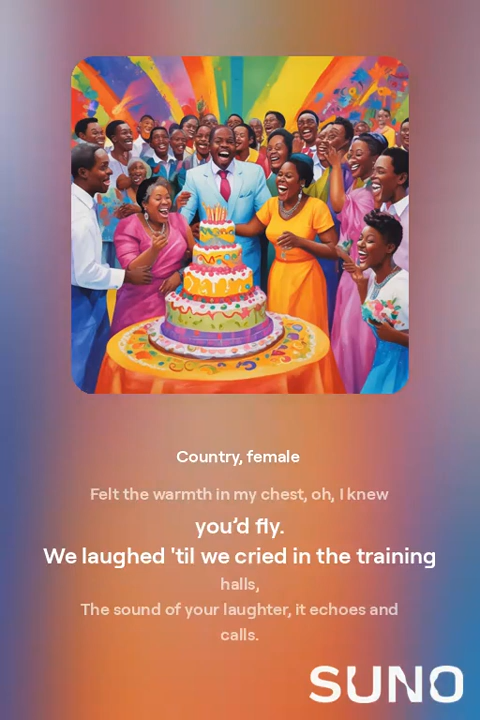 Country, female
Felt the warmth in my chest, oh, I knew
you’d fly.
We laughed 'til we cried in the training
halls,
The sound of your laughter, it echoes and
calls.
SUNO